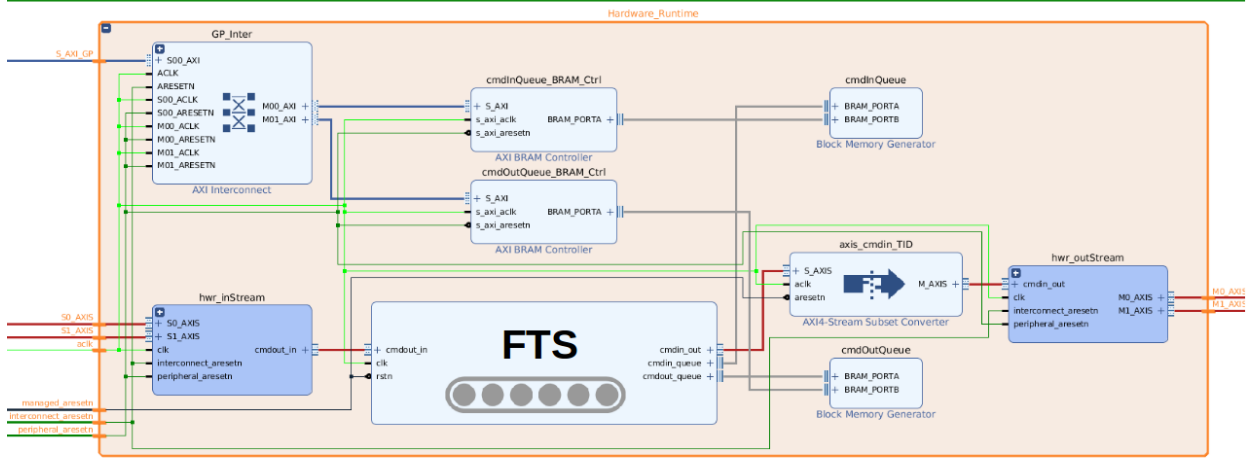 Hardware_Runtime
S_AXI_GP
GP_Inter
S00_AXI
ACLK
ARESETN
S00_ACLK
S00_ARESETN
M00_ACLK
M00_ARESETN
M01_ACLK
M01_ARESETN
M00_AXI
M01_AXI
AXI Interconnect
cmdInQueue_BRAM_Ctrl
S_AXI
s_axi_aclk
s_axi_aresetn
BRAM_PORTA
AXI BRAM Controller
cmdInQueue
BRAM_PORTA
BRAM_PORTB
Block Memory Generator
cmdOutQueue_BRAM_Ctrl
S_AXI
s_axi_aclk
s_axi_aresetn
BRAM_PORTA
AXI BRAM Controller
axis_cmdin_TID
S_AXIS
aclk
aresetn
M_AXIS
AXI4-Stream Subset Converter
hwr_outStream
cmdin_out
clk
interconnect_aresetn
peripheral_aresetn
M0_AXIS
M1_AXIS
M0_AXIS
M1_AXIS
S0_AXIS
S1_AXIS
aclk
hwr_inStream
S0_AXIS
S1_AXIS
clk
interconnect_aresetn
peripheral_aresetn
cmdout_in
FTS
cmdout_in
clk
rstn
cmdin_out
cmdin_queue
cmdout_queue
cmdOutQueue
BRAM_PORTA
BRAM_PORTB
Block Memory Generator
managed_aresetn
interconnect_aresetn
peripheral_aresetn